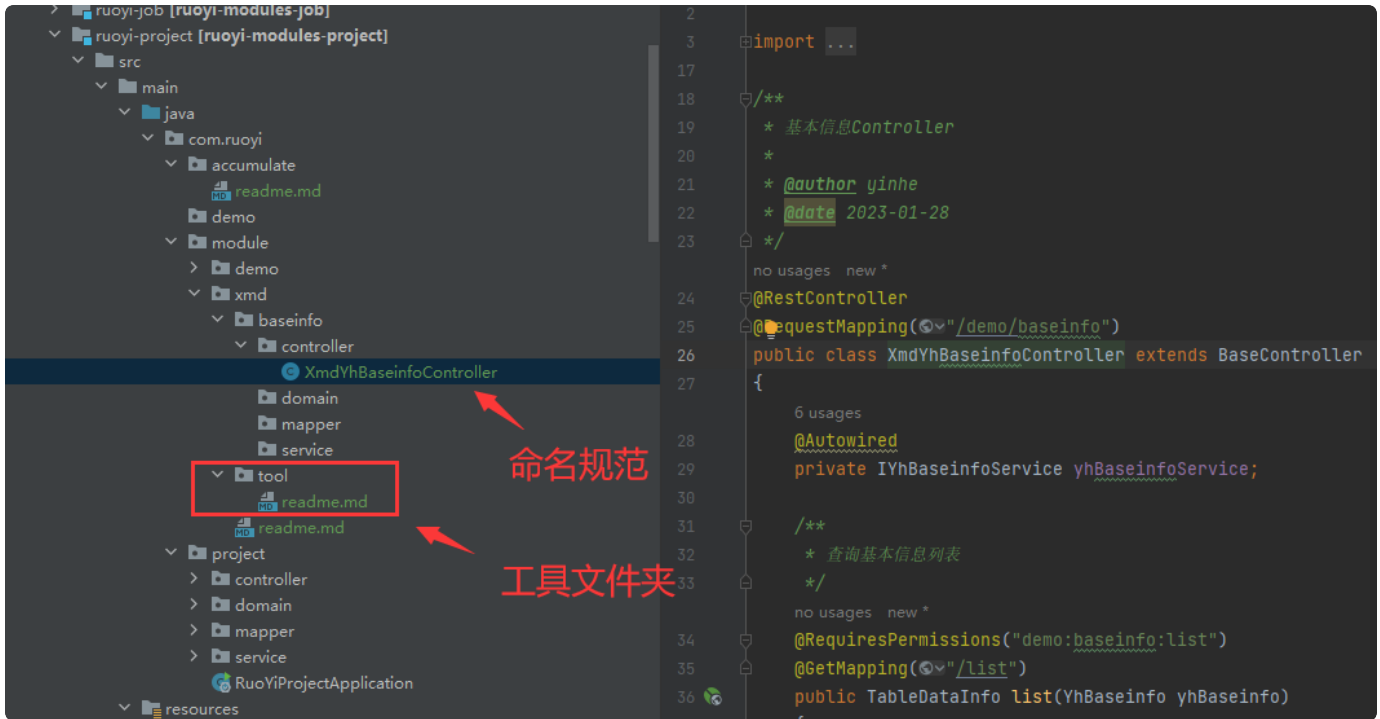 ruoyi-job [ruoyi-modules-job]
ruoyi-project [ruoyi-modules-project]
src
main
java
com.ruoyi
accumulate
readme.md
demo
module
demo
xmd
baseinfo
controller
XmdYhBaseinfoController
domain
mapper
service
tool
readme.md
readme.md
project
controller
domain
mapper
service
RuoYiProjectApplication
resources
命名规范
工具文件夹
2
3 import ...
17
18 /**
19 * 基本信息Controller
20 *
21 * @author yinhe
22 * @date 2023-01-28
23 */
no usages new *
24 @RestController
25 @RequestMapping("/demo/baseinfo")
26 public class XmdYhBaseinfoController extends BaseController
27 {
6 usages
28 @Autowired
29 private IYhBaseinfoService yhBaseinfoService;
30
31 /**
32 * 查询基本信息列表
33 */
no usages new *
34 @RequiresPermissions("demo:baseinfo:list")
35 @GetMapping("/list")
36 public TableDataInfo list(YhBaseinfo yhBaseinfo)